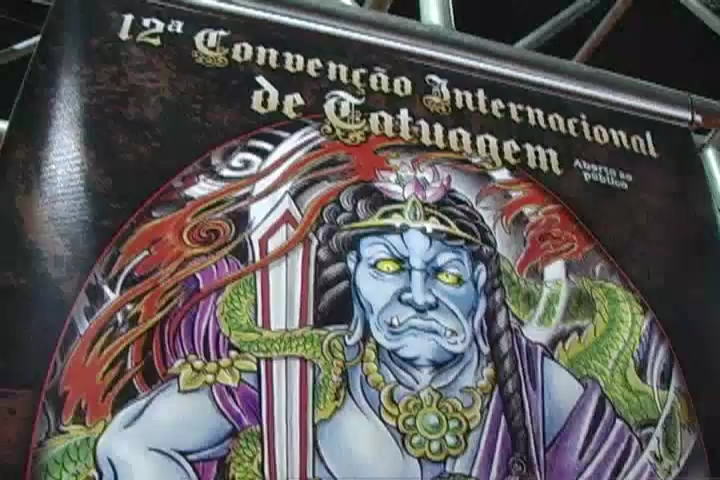 12ª Convenção Internacional
de Tatuagem
Aberto ao
público